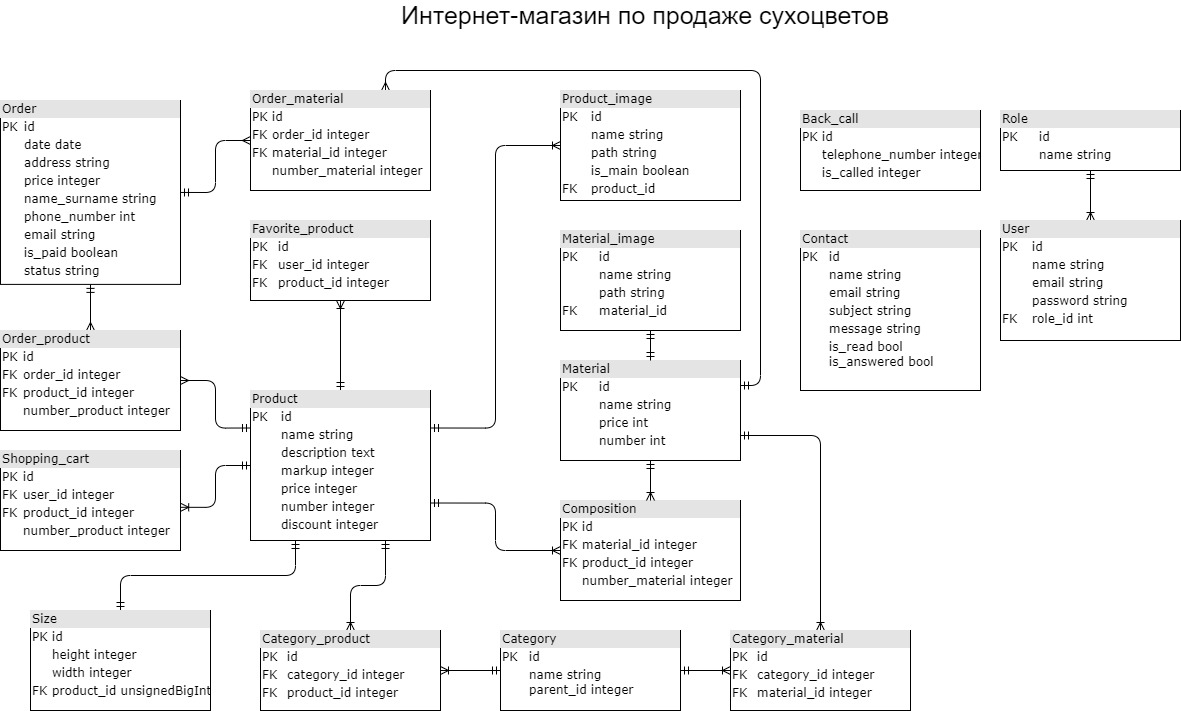 Интернет-магазин по продаже сухоцветов
Order
PK id
date date
address string
price integer
name_surname string
phone_number int
email string
is_paid boolean
status string
Order_material
PK id
FK order_id integer
FK material_id integer
number_material integer
Product_image
PK id
name string
path string
is_main boolean
FK product_id
Back_call
PK id
telephone_number integer
is_called integer
Role
PK id
name string
Favorite_product
PK id
FK user_id integer
FK product_id integer
Material_image
PK id
name string
path string
FK material_id
Contact
PK id
name string
email string
subject string
message string
is_read bool
is_answered bool
User
PK id
name string
email string
password string
FK role_id int
Order_product
PK id
FK order_id integer
FK product_id integer
number_product integer
Product
PK id
name string
description text
markup integer
price integer
number integer
discount integer
Material
PK id
name string
price int
number int
Shopping_cart
PK id
FK user_id integer
FK product_id integer
number_product integer
Composition
PK id
FK material_id integer
FK product_id integer
number_material integer
Size
PK id
height integer
width integer
FK product_id unsignedBigInt
Category_product
PK id
FK category_id integer
FK product_id integer
Category
PK id
name string
parent_id integer
Category_material
PK id
FK category_id integer
FK material_id integer